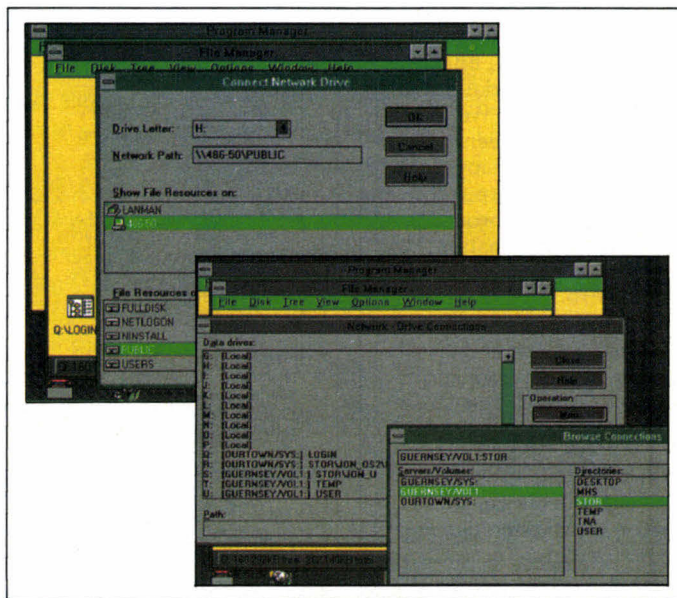 Program Manager
File Manager
File Disk Tree View Options Window Help
Connect Network Drive
Drive Letter: H:
OK
Network Path: \\486-50\PUBLIC
Cancel
Help
Show File Resources on:
LANMAN
486-50
File Resources o
FULLDISK
NETLOGON
NINSTALL
PUBLIC
USERS
Q:\LOGIN
Program Manager
File Manager
File Disk Tree View Options Window Help
Network - Drive Connections
Data drives:
G: [Local]
H: [Local]
I: [Local]
J: [Local]
K: [Local]
L: [Local]
M: [Local]
N: [Local]
O: [Local]
P: [Local]
Q: [OURTOWN/SYS:] LOGIN
R: [OURTOWN/SYS:] STOR\JON_OS2\
S: [GUERNSEY/VOL1:] STOR\JON_U
T: [GUERNSEY/VOL1:] TEMP
U: [GUERNSEY/VOL1:] USER
Path:
Close
Help
Operation
Map
Browse Connections
GUERNSEY/VOL1:STOR
Servers/Volumes:
GUERNSEY/SYS:
GUERNSEY/VOL1:
OURTOWN/SYS:
Directories:
DESKTOP
MHS
STOR
TEMP
TNA
USER